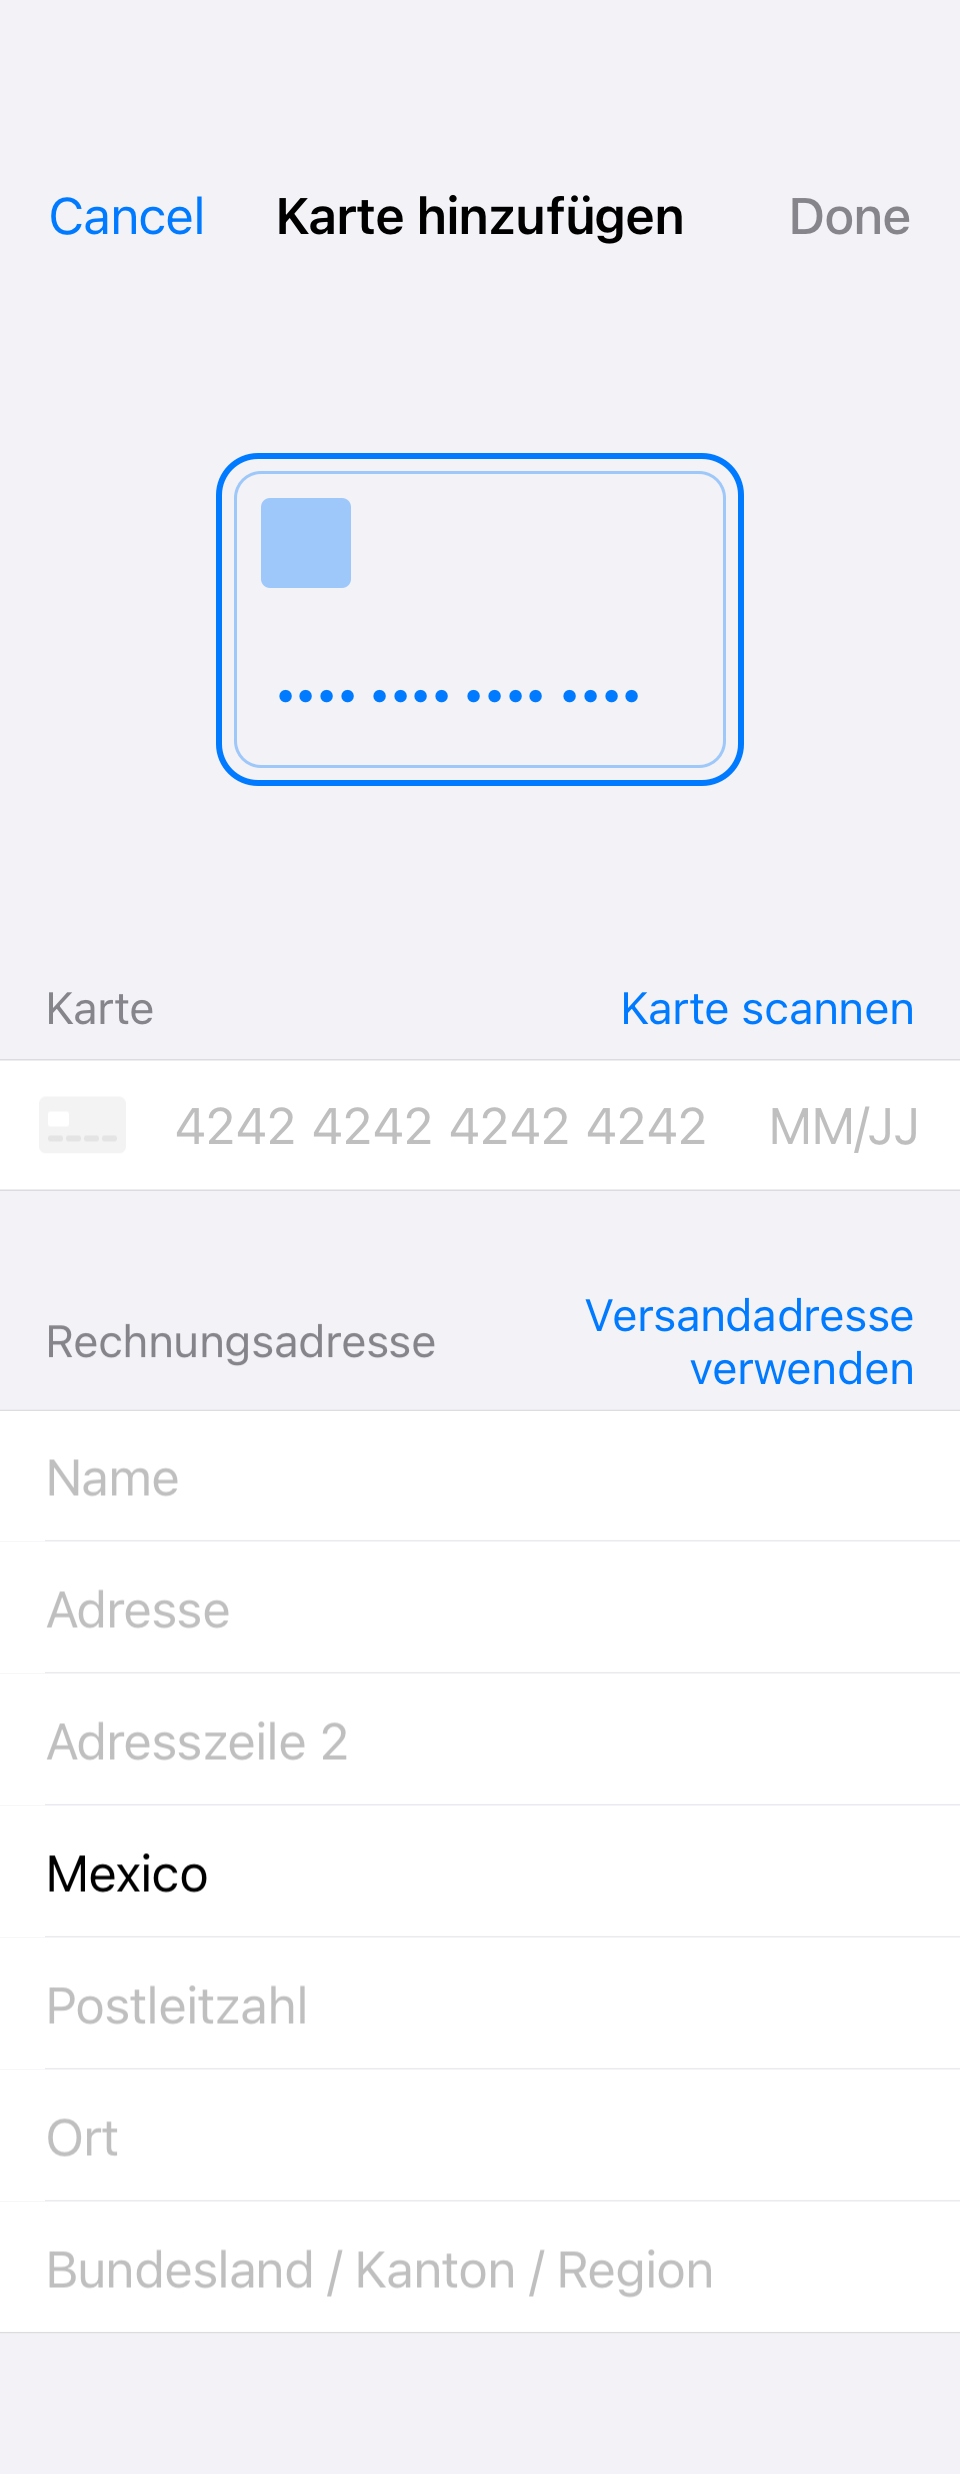 Cancel Karte hinzufügen Done
•••• •••• •••• ••••
Karte Karte scannen
4242 4242 4242 4242 MM/JJ
Rechnungsadresse Versandadresse
verwenden
Name
Adresse
Adresszeile 2
Mexico
Postleitzahl
Ort
Bundesland / Kanton / Region